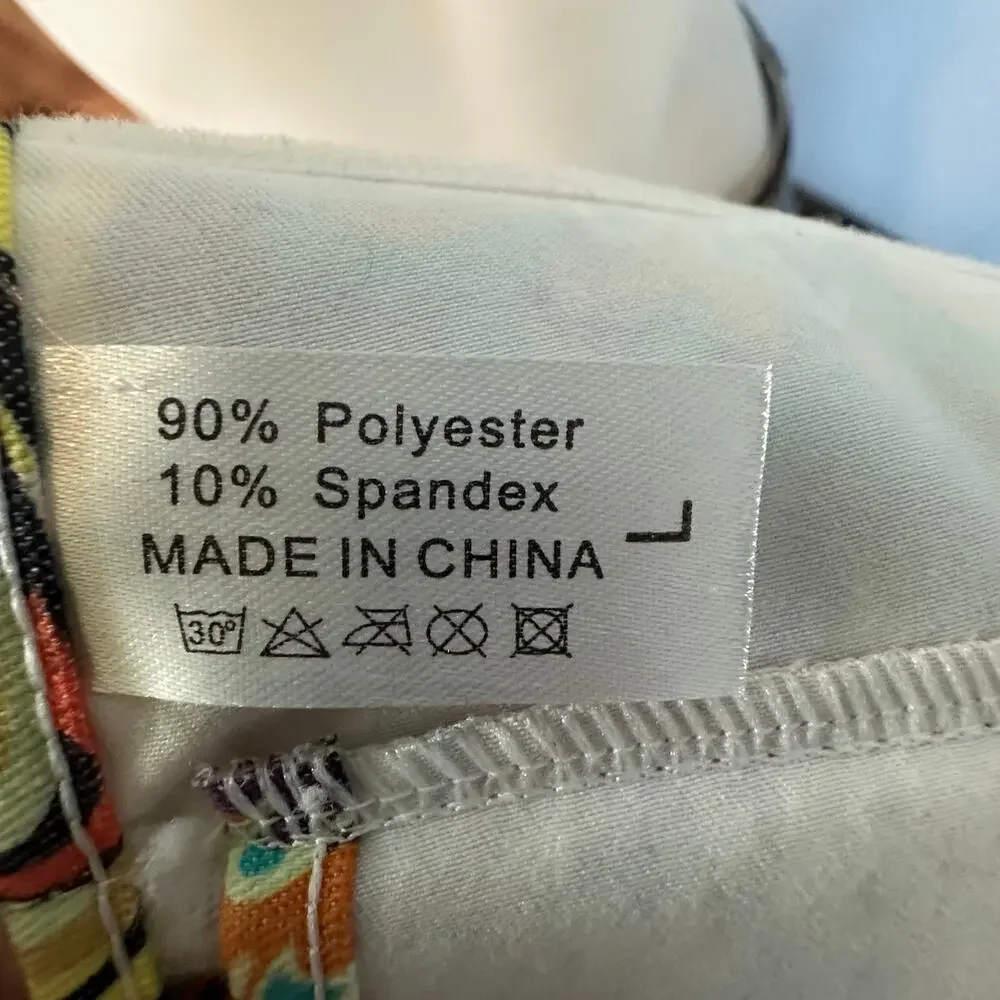 90% Polyester
10% Spandex
L
MADE IN CHINA
30°